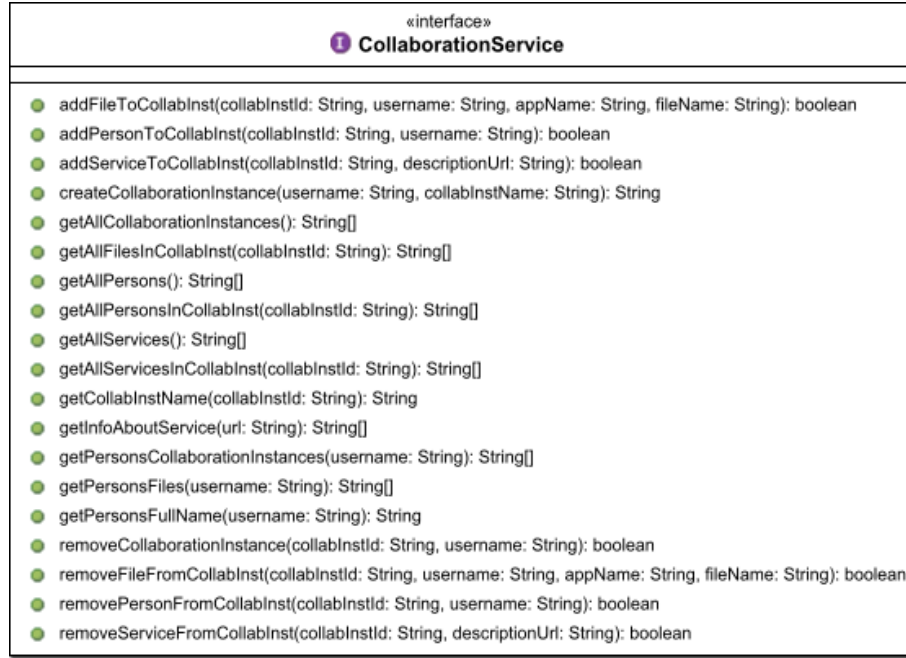 «interface»
I CollaborationService
addFileToCollabInst(collabInstId: String, username: String, appName: String, fileName: String): boolean
addPersonToCollabInst(collabInstId: String, username: String): boolean
addServiceToCollabInst(collabInstId: String, descriptionUrl: String): boolean
createCollaborationInstance(username: String, collabInstName: String): String
getAllCollaborationInstances(): String[]
getAllFilesInCollabInst(collabInstId: String): String[]
getAllPersons(): String[]
getAllPersonsInCollabInst(collabInstId: String): String[]
getAllServices(): String[]
getAllServicesInCollabInst(collabInstId: String): String[]
getCollabInstName(collabInstId: String): String
getInfoAboutService(url: String): String[]
getPersonsCollaborationInstances(username: String): String[]
getPersonsFiles(username: String): String[]
getPersonsFullName(username: String): String
removeCollaborationInstance(collabInstId: String, username: String): boolean
removeFileFromCollabInst(collabInstId: String, username: String, appName: String, fileName: String): boolean
removePersonFromCollabInst(collabInstId: String, username: String): boolean
removeServiceFromCollabInst(collabInstId: String, descriptionUrl: String): boolean